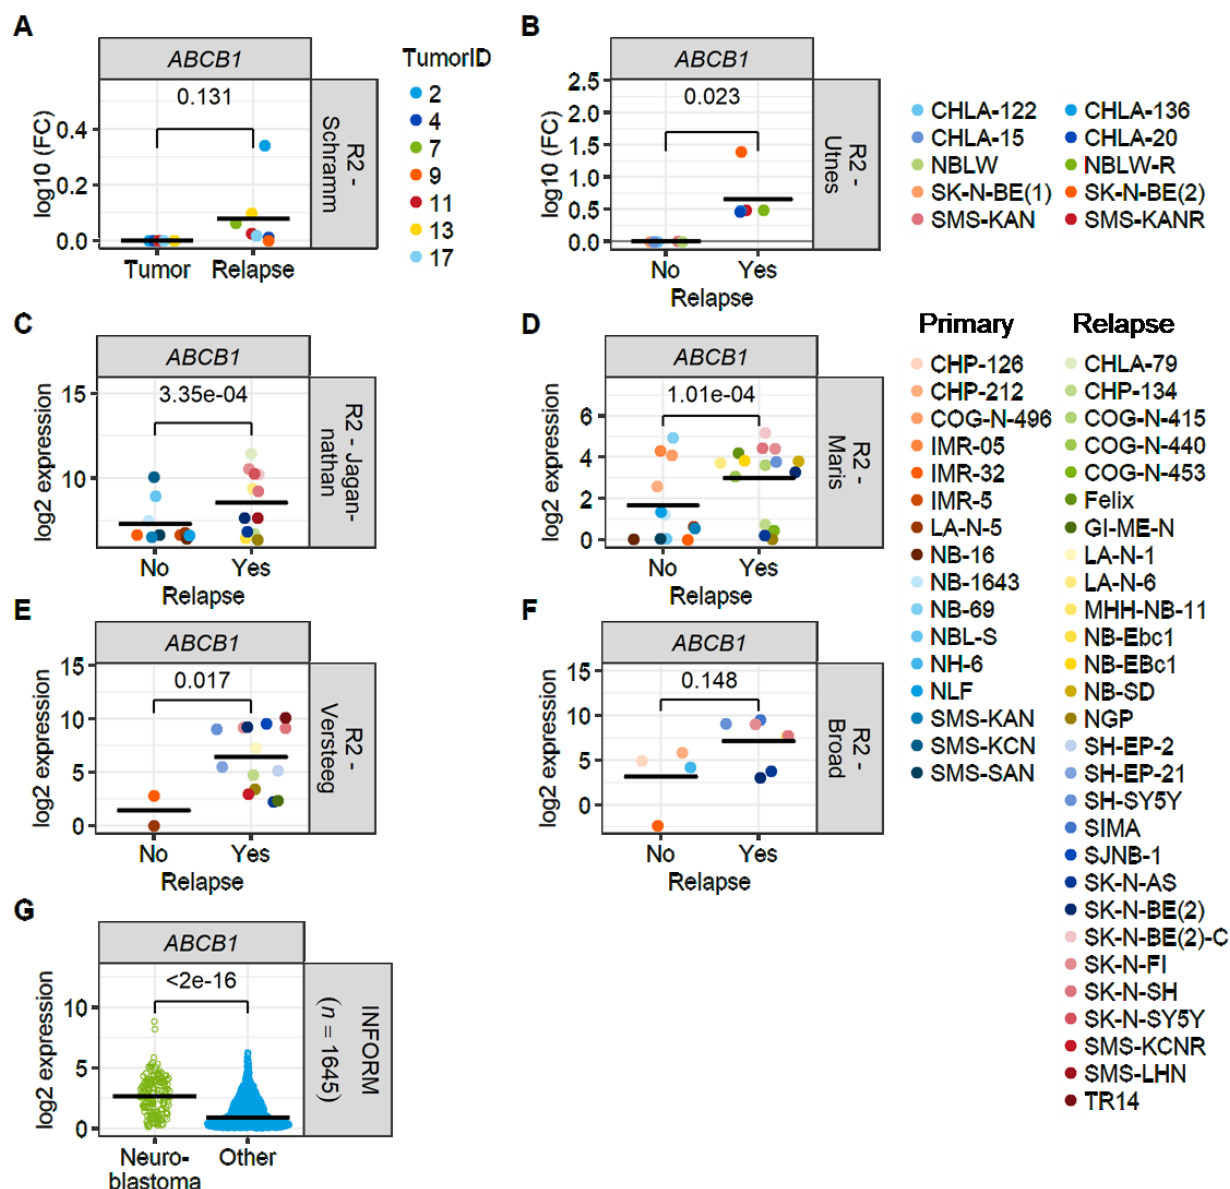 A
ABCB1
0.131
log10 (FC)
0.4
0.2
0.0
Tumor
Relapse
R2 -
Schramm
TumorID
2
4
7
9
11
13
17
B
ABCB1
0.023
log10 (FC)
2.5
2.0
1.5
1.0
0.5
0.0
No
Yes
Relapse
R2 -
Utnes
CHLA-122
CHLA-15
NBLW
SK-N-BE(1)
SMS-KAN
CHLA-136
CHLA-20
NBLW-R
SK-N-BE(2)
SMS-KANR
C
ABCB1
3.35e-04
log2 expression
15
10
No
Yes
Relapse
R2 - Jagan-
nathan
D
ABCB1
1.01e-04
log2 expression
6
4
2
0
No
Yes
Relapse
R2 -
Maris
E
ABCB1
0.017
log2 expression
15
10
5
0
No
Yes
Relapse
R2 -
Versteeg
F
ABCB1
0.148
log2 expression
15
10
5
0
No
Yes
Relapse
R2 -
Broad
G
ABCB1
<2e-16
log2 expression
10
5
0
Neuro-
blastoma
Other
INFORM
(n = 1645)
Primary
CHP-126
CHP-212
COG-N-496
IMR-05
IMR-32
IMR-5
LA-N-5
NB-16
NB-1643
NB-69
NBL-S
NH-6
NLF
SMS-KAN
SMS-KCN
SMS-SAN
Relapse
CHLA-79
CHP-134
COG-N-415
COG-N-440
COG-N-453
Felix
GI-ME-N
LA-N-1
LA-N-6
MHH-NB-11
NB-Ebc1
NB-EBc1
NB-SD
NGP
SH-EP-2
SH-EP-21
SH-SY5Y
SIMA
SJNB-1
SK-N-AS
SK-N-BE(2)
SK-N-BE(2)-C
SK-N-FI
SK-N-SH
SK-N-SY5Y
SMS-KCNR
SMS-LHN
TR14